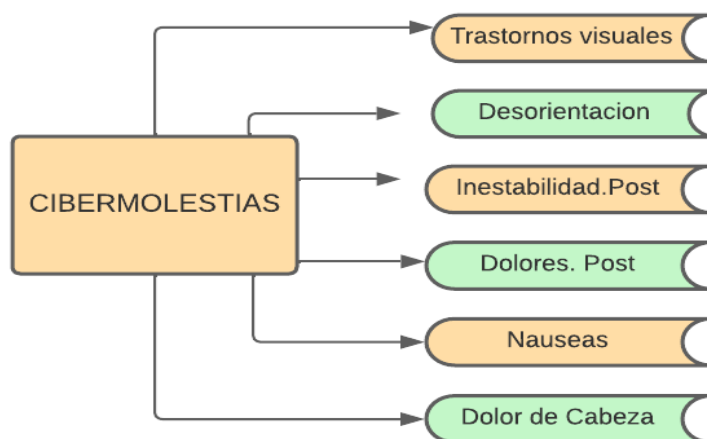 Trastornos visuales
Desorientacion
CIBERMOLESTIAS
Inestabilidad.Post
Dolores. Post
Nauseas
Dolor de Cabeza